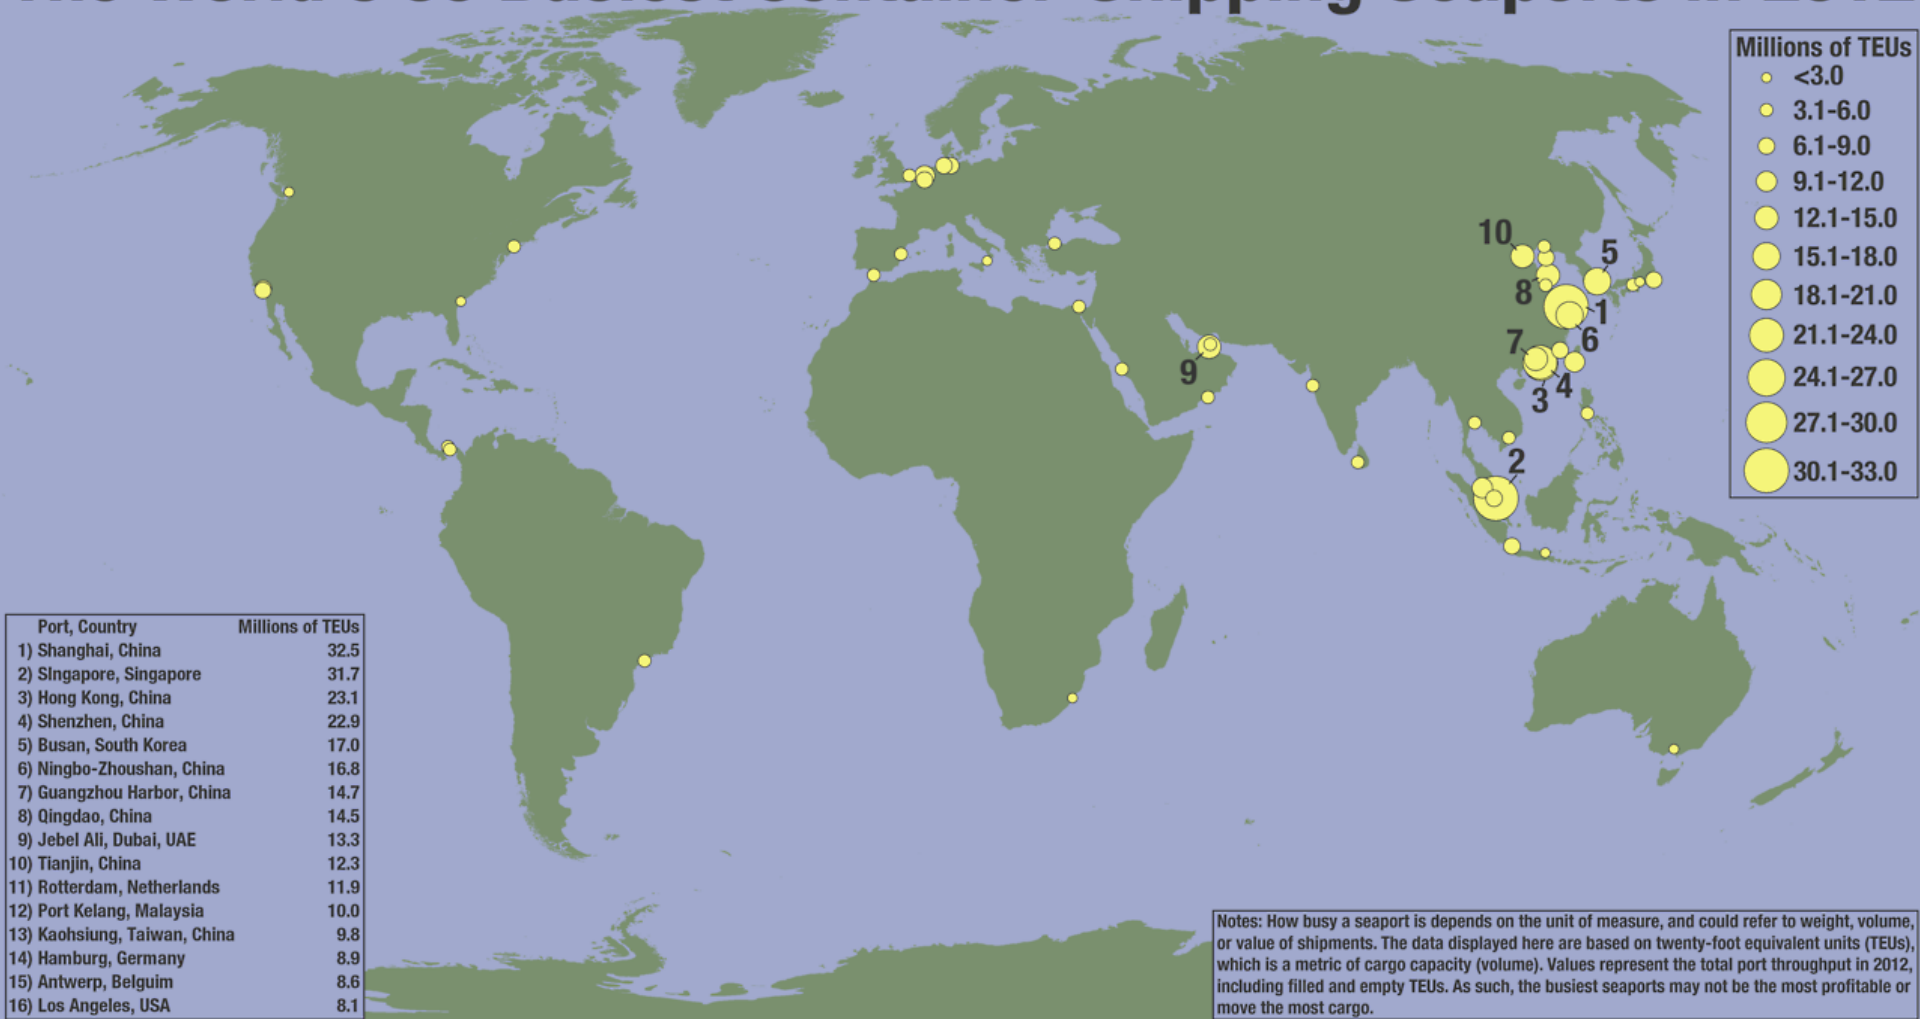 The World's 50 Busiest Container Shipping Seaports in 2012
Millions of TEUs
<3.0
3.1-6.0
6.1-9.0
9.1-12.0
12.1-15.0
15.1-18.0
18.1-21.0
21.1-24.0
24.1-27.0
27.1-30.0
30.1-33.0
10
5
8
1
7
6
9
4
3
2
Port, Country Millions of TEUs
1) Shanghai, China 32.5
2) SIngapore, Singapore 31.7
3) Hong Kong, China 23.1
4) Shenzhen, China 22.9
5) Busan, South Korea 17.0
6) Ningbo-Zhoushan, China 16.8
7) Guangzhou Harbor, China 14.7
8) Qingdao, China 14.5
9) Jebel Ali, Dubai, UAE 13.3
10) Tianjin, China 12.3
11) Rotterdam, Netherlands 11.9
12) Port Kelang, Malaysia 10.0
13) Kaohsiung, Taiwan, China 9.8
14) Hamburg, Germany 8.9
15) Antwerp, Belguim 8.6
16) Los Angeles, USA 8.1
Notes: How busy a seaport is depends on the unit of measure, and could refer to weight, volume,
or value of shipments. The data displayed here are based on twenty-foot equivalent units (TEUs),
which is a metric of cargo capacity (volume). Values represent the total port throughput in 2012,
including filled and empty TEUs. As such, the busiest seaports may not be the most profitable or
move the most cargo.